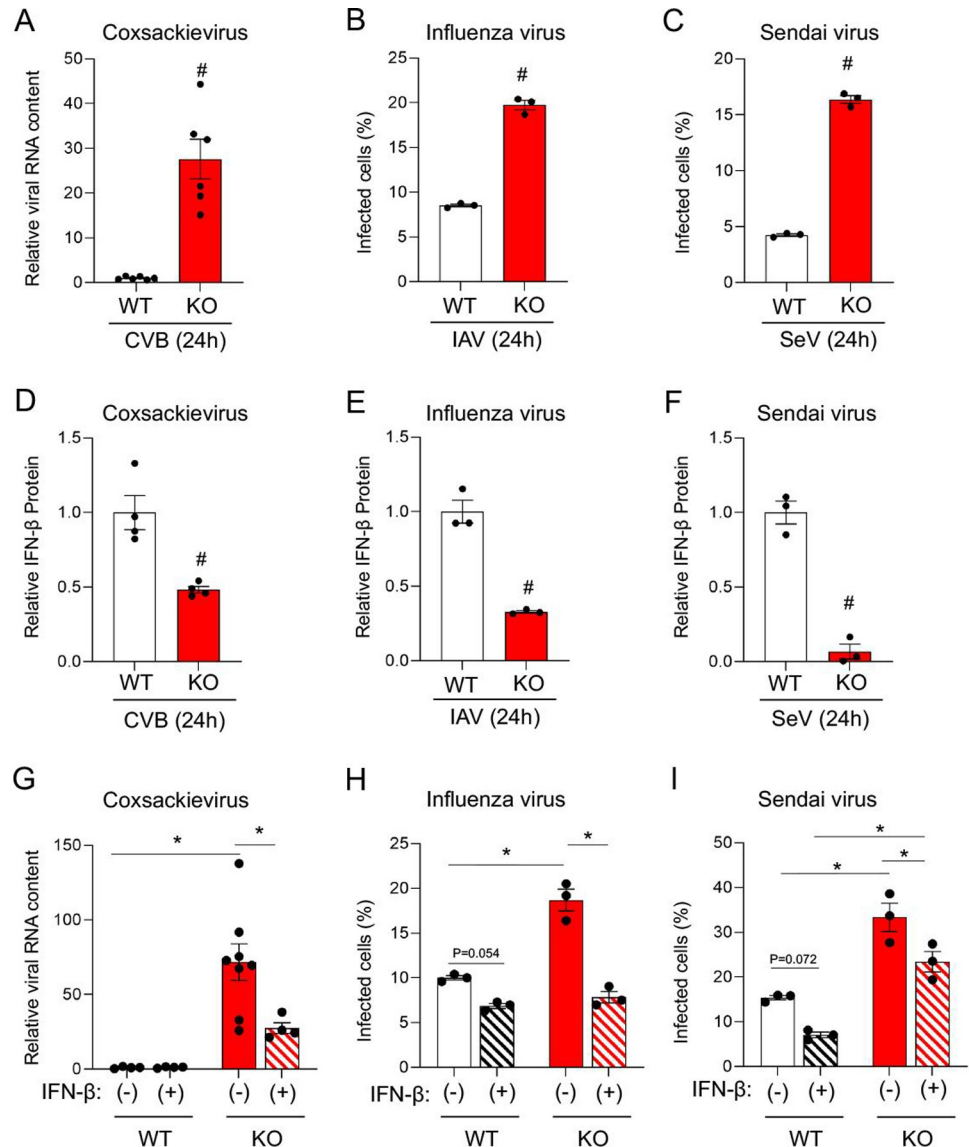 A
Coxsackievirus
Relative viral RNA content
50
40
30
20
10
0
#
WT
KO
CVB (24h)
B
Influenza virus
Infected cells (%)
25
20
15
10
5
0
#
WT
KO
IAV (24h)
C
Sendai virus
Infected cells (%)
20
15
10
5
0
#
WT
KO
SeV (24h)
D
Coxsackievirus
Relative IFN-β Protein
1.5
1.0
0.5
0.0
#
WT
KO
CVB (24h)
E
Influenza virus
Relative IFN-β Protein
1.5
1.0
0.5
0.0
#
WT
KO
IAV (24h)
F
Sendai virus
Relative IFN-β Protein
1.5
1.0
0.5
0.0
#
WT
KO
SeV (24h)
G
Coxsackievirus
Relative viral RNA content
150
100
50
0
*
*
IFN-β: (-) (+) (-) (+)
WT
KO
H
Influenza virus
Infected cells (%)
25
20
15
10
5
0
P=0.054
*
*
IFN-β: (-) (+) (-) (+)
WT
KO
I
Sendai virus
Infected cells (%)
50
40
30
20
10
0
P=0.072
*
*
*
IFN-β: (-) (+) (-) (+)
WT
KO